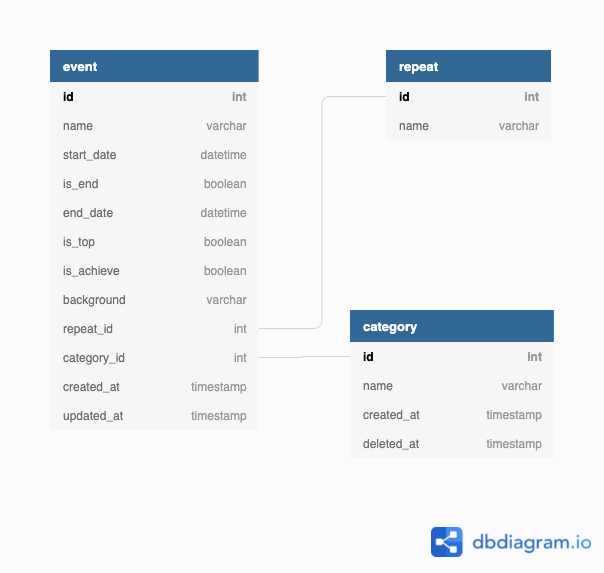 event
id int
name varchar
start_date datetime
is_end boolean
end_date datetime
is_top boolean
is_achieve boolean
background varchar
repeat_id int
category_id int
created_at timestamp
updated_at timestamp
repeat
id int
name varchar
category
id int
name varchar
created_at timestamp
deleted_at timestamp
dbdiagram.io